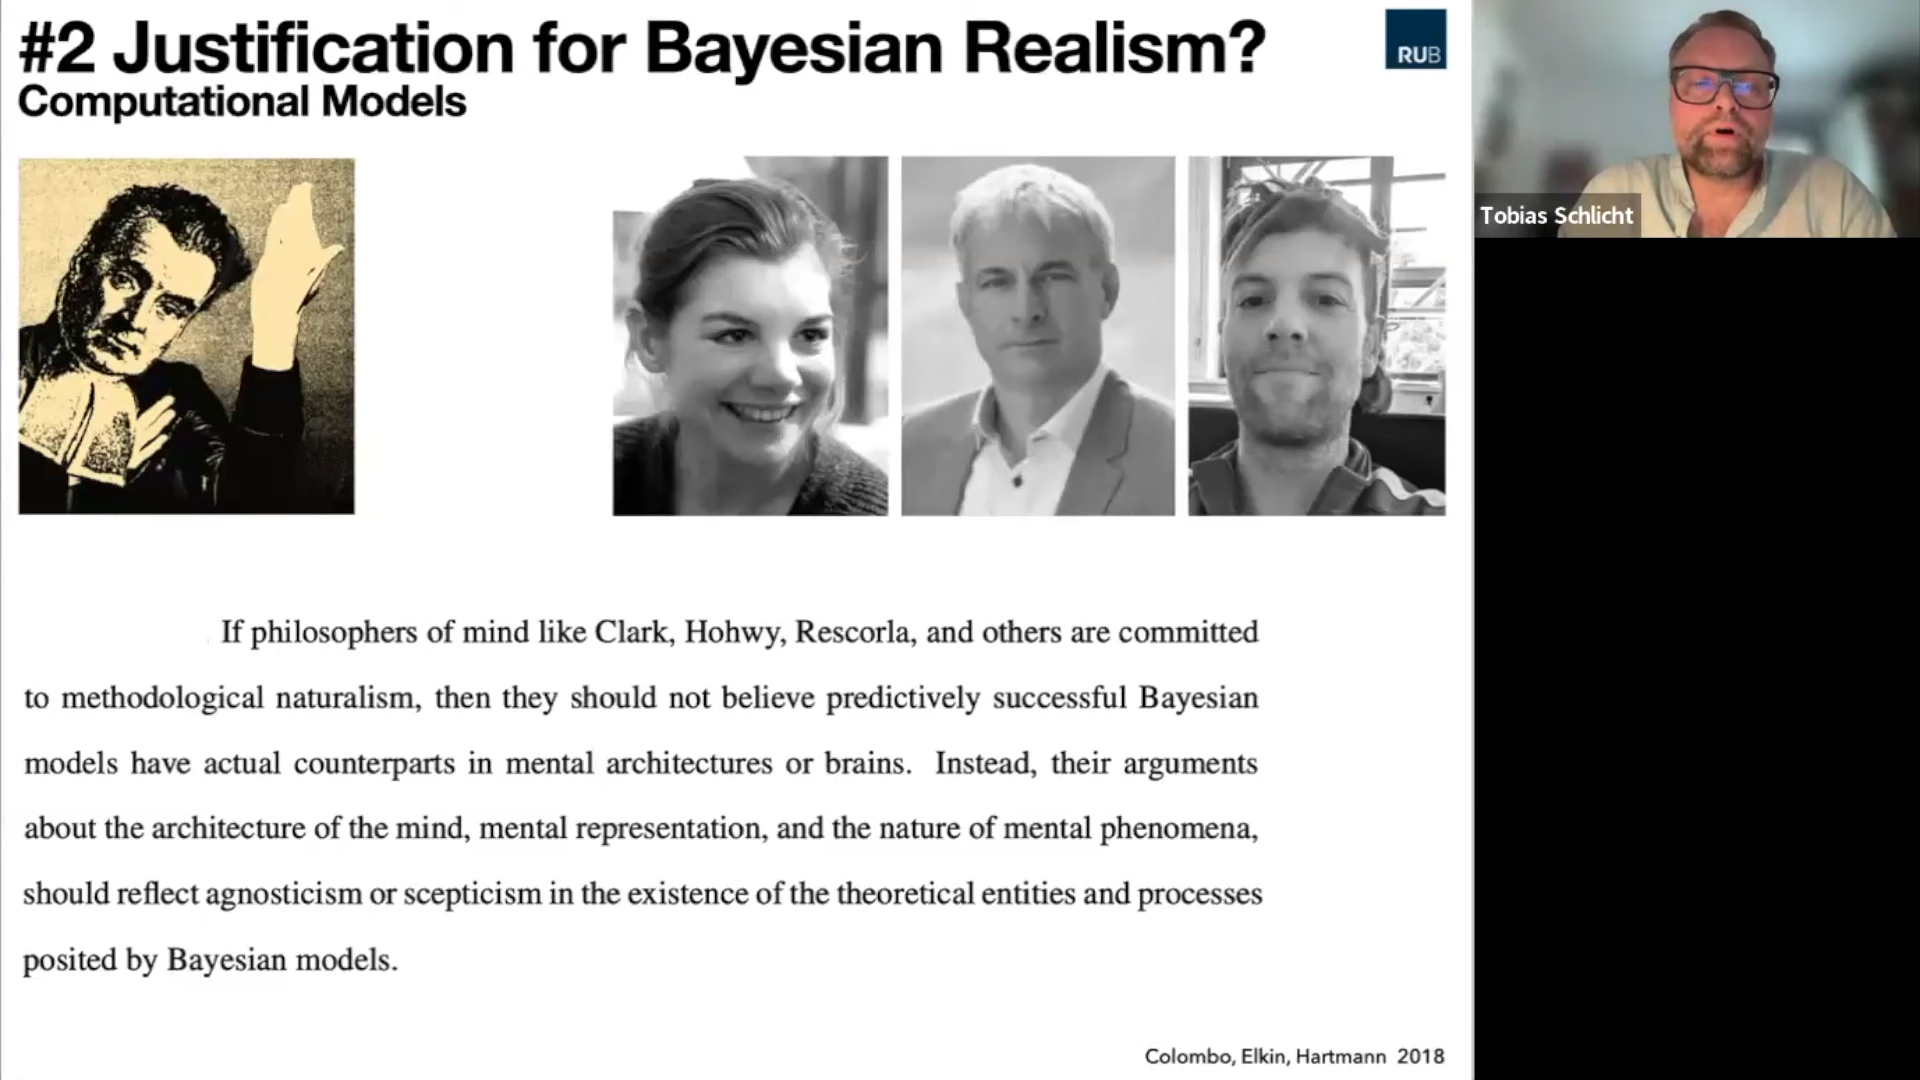 #2 Justification for Bayesian Realism?
Computational Models
RUB
Tobias Schlicht
If philosophers of mind like Clark, Hohwy, Rescorla, and others are committed
to methodological naturalism, then they should not believe predictively successful Bayesian
models have actual counterparts in mental architectures or brains. Instead, their arguments
about the architecture of the mind, mental representation, and the nature of mental phenomena,
should reflect agnosticism or scepticism in the existence of the theoretical entities and processes
posited by Bayesian models.
Colombo, Elkin, Hartmann 2018